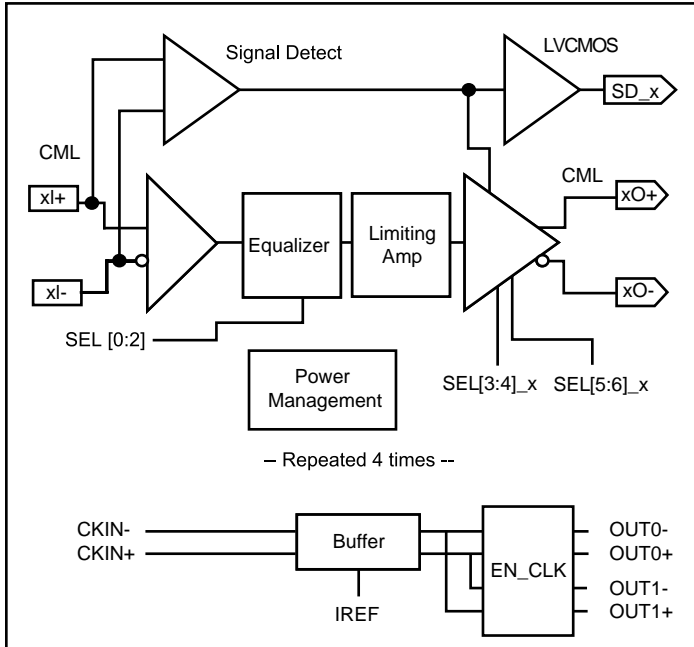 Signal Detect
LVCMOS
SD_x
CML
CML
xI+
xO+
Equalizer
Limiting
Amp
xI-
xO-
SEL [0:2]
SEL[3:4]_x
SEL[5:6]_x
Power
Management
– Repeated 4 times --
CKIN-
OUT0-
CKIN+
Buffer
OUT0+
EN_CLK
OUT1-
IREF
OUT1+